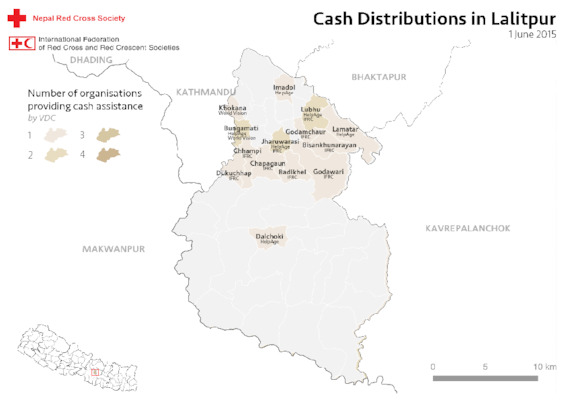 Nepal Red Cross Society
Cash Distributions in Lalitpur
1 June 2015
International Federation
of Red Cross and Red Crescent Societies
DHADING
BHAKTAPUR
KATHMANDU
Number of organisations
providing cash assistance
by VDC
1 3
2 4
Imadol
HelpAge
Khokana
World Vision
Lubhu
HelpAge
IFRC
Bungamati
HelpAge
World Vision
Godamchaur
IFRC
Lamatar
HelpAge
Jharuwarasi
HelpAge
IFRC
Bisankhunarayan
IFRC
Chhampi
IFRC
Chapagaun
IFRC
Dukuchhap
IFRC
Badikhel
IFRC
Godawari
IFRC
Dalchoki
HelpAge
KAVREPALANCHOK
MAKWANPUR
0 5 10 km